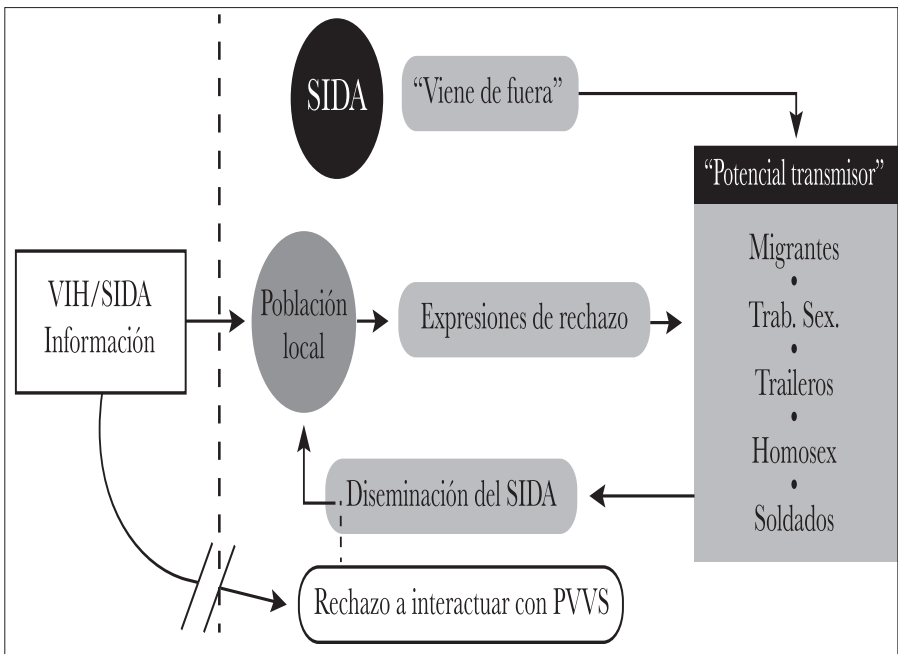 SIDA
“Viene de fuera”
“Potencial transmisor”
Migrantes
•
Trab. Sex.
•
Traileros
•
Homosex
•
Soldados
VIH/SIDA
Información
Población
local
Expresiones de rechazo
Diseminación del SIDA
Rechazo a interactuar con PVVS